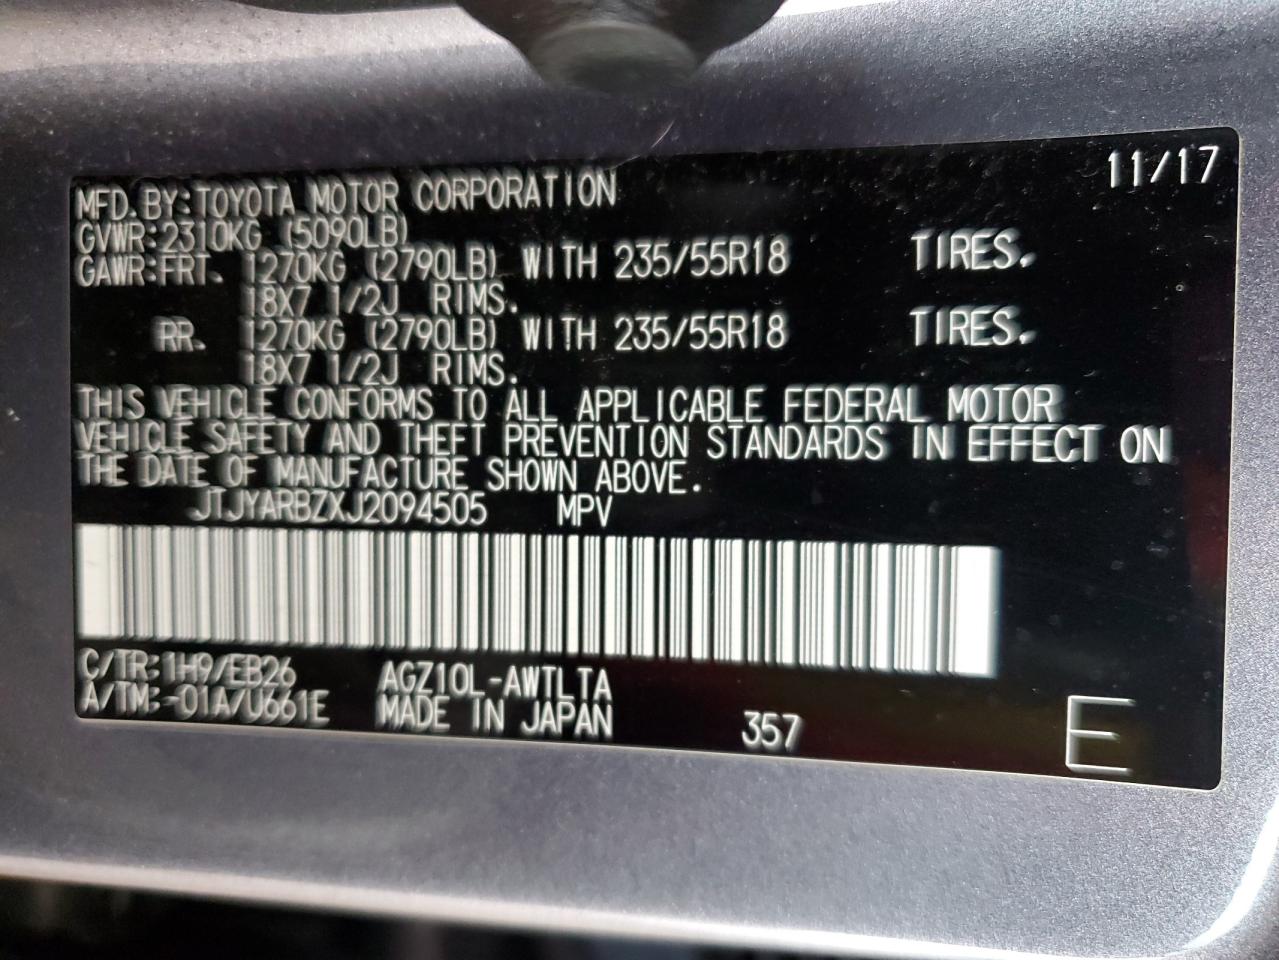 11/17
MFD.BY:TOYOTA MOTOR CORPORATION
GVWR:2310KG (5090LB)
GAWR:FRT. 1270KG (2790LB) WITH 235/55R18 TIRES.
18X7 1/2J RIMS.
RR. 1270KG (2790LB) WITH 235/55R18 TIRES.
18X7 1/2J RIMS.
THIS VEHICLE CONFORMS TO ALL APPLICABLE FEDERAL MOTOR
VEHICLE SAFETY AND THEFT PREVENTION STANDARDS IN EFFECT ON
THE DATE OF MANUFACTURE SHOWN ABOVE.
JTJYARBZXJ2094505 MPV
C/TR:1H9/EB26 AGZ10L-AWTLTA
A/TM:-01A/U661E MADE IN JAPAN 357 E